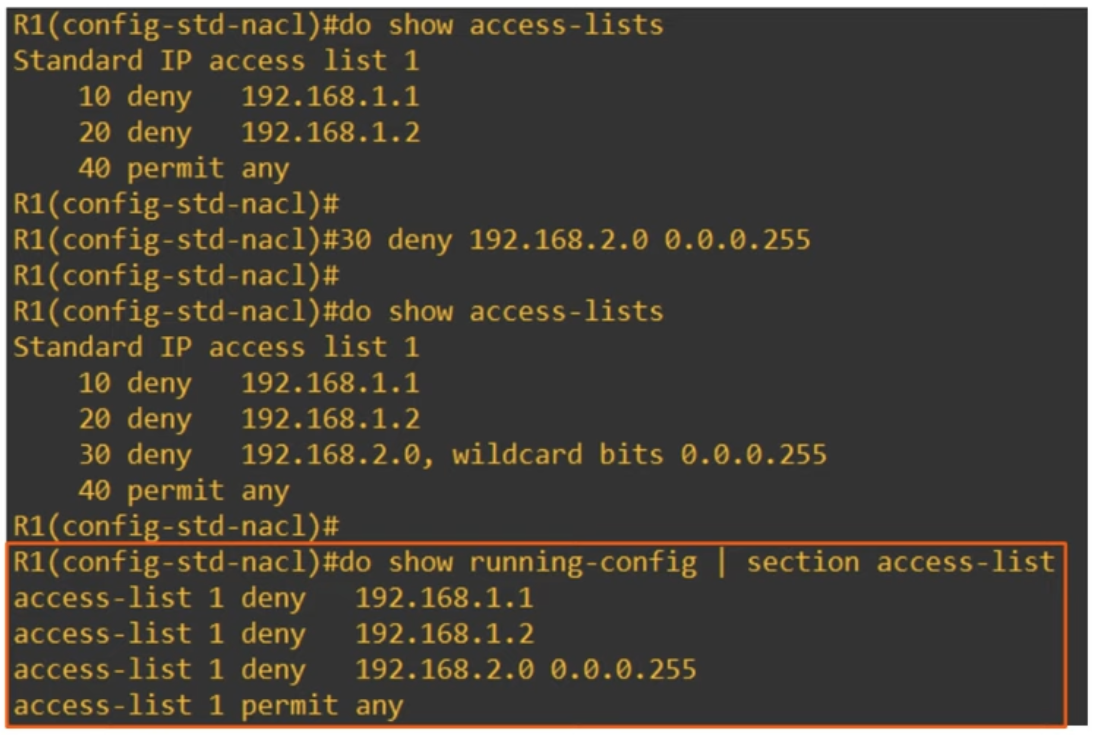 R1(config-std-nacl)#do show access-lists
Standard IP access list 1
    10 deny   192.168.1.1
    20 deny   192.168.1.2
    40 permit any
R1(config-std-nacl)#
R1(config-std-nacl)#30 deny 192.168.2.0 0.0.0.255
R1(config-std-nacl)#
R1(config-std-nacl)#do show access-lists
Standard IP access list 1
    10 deny   192.168.1.1
    20 deny   192.168.1.2
    30 deny   192.168.2.0, wildcard bits 0.0.0.255
    40 permit any
R1(config-std-nacl)#
R1(config-std-nacl)#do show running-config | section access-list
access-list 1 deny   192.168.1.1
access-list 1 deny   192.168.1.2
access-list 1 deny   192.168.2.0 0.0.0.255
access-list 1 permit any